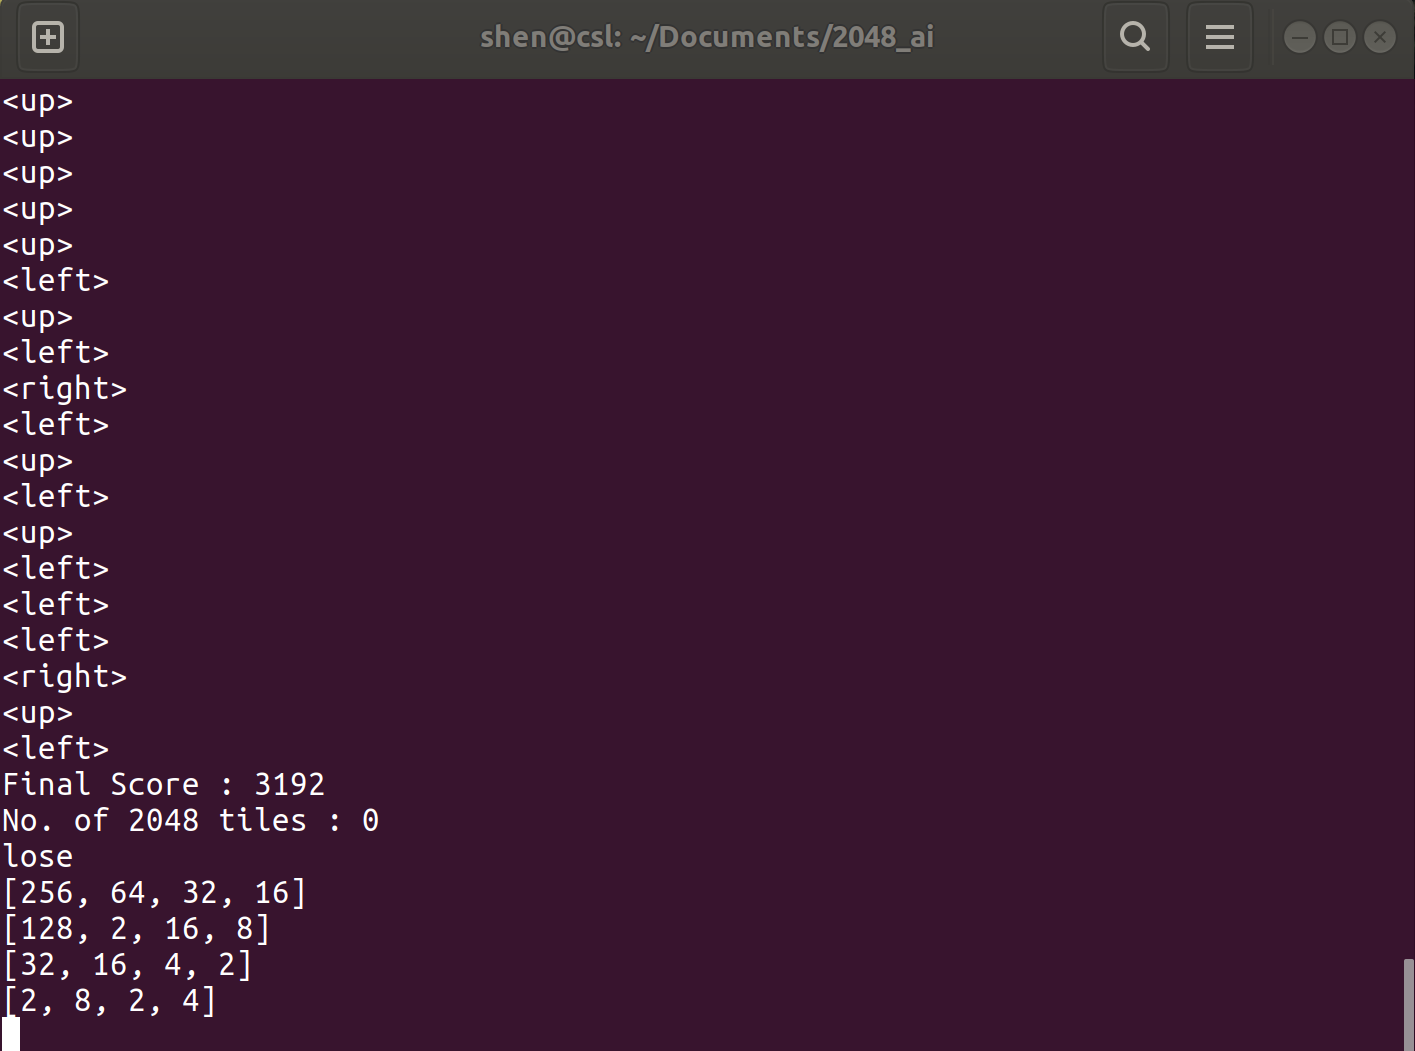 shen@csl: ~/Documents/2048_ai
<up>
<up>
<up>
<up>
<up>
<left>
<up>
<left>
<right>
<left>
<up>
<left>
<up>
<left>
<left>
<left>
<right>
<up>
<left>
Final Score : 3192
No. of 2048 tiles : 0
lose
[256, 64, 32, 16]
[128, 2, 16, 8]
[32, 16, 4, 2]
[2, 8, 2, 4]